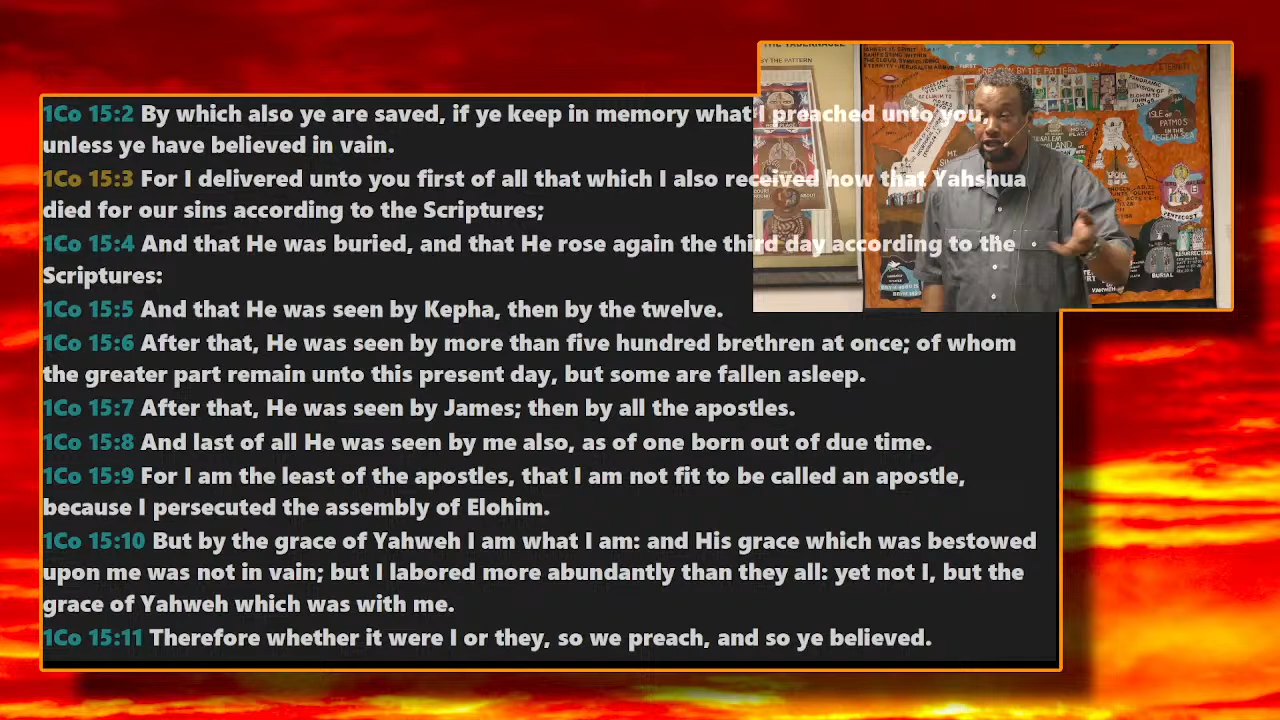 1Co 15:2 By which also ye are saved, if ye keep in memory what I preached unto you,
unless ye have believed in vain.
1Co 15:3 For I delivered unto you first of all that which I also received how that Yahshua
died for our sins according to the Scriptures;
1Co 15:4 And that He was buried, and that He rose again the third day according to the
Scriptures:
1Co 15:5 And that He was seen by Kepha, then by the twelve.
1Co 15:6 After that, He was seen by more than five hundred brethren at once; of whom
the greater part remain unto this present day, but some are fallen asleep.
1Co 15:7 After that, He was seen by James; then by all the apostles.
1Co 15:8 And last of all He was seen by me also, as of one born out of due time.
1Co 15:9 For I am the least of the apostles, that I am not fit to be called an apostle,
because I persecuted the assembly of Elohim.
1Co 15:10 But by the grace of Yahweh I am what I am: and His grace which was bestowed
upon me was not in vain; but I labored more abundantly than they all: yet not I, but the
grace of Yahweh which was with me.
1Co 15:11 Therefore whether it were I or they, so we preach, and so ye believed.
BY THE PATTERN
CREATION BY THE PATTERN
ETERNITY
ISLE OF
PATMOS
IN THE
AEGEAN SEA
PENTECOST
BURIAL